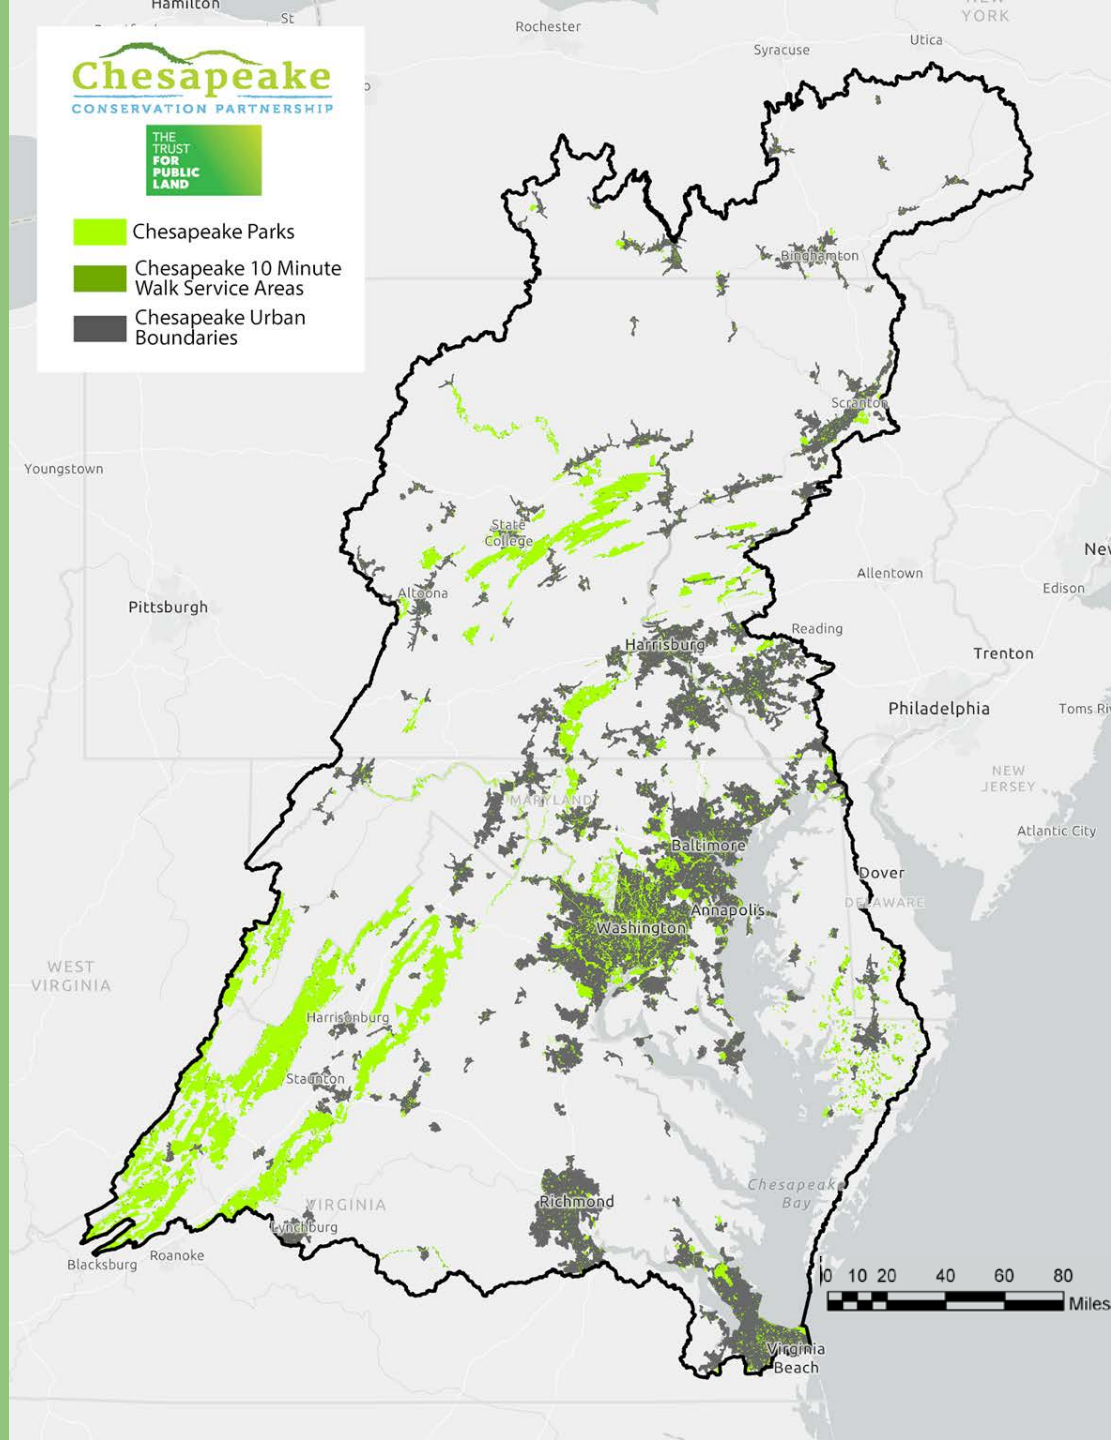 Hamilton
St
Rochester
NEW
YORK
Syracuse
Utica
Chesapeake
CONSERVATION PARTNERSHIP
THE
TRUST
FOR
PUBLIC
LAND
Chesapeake Parks
Chesapeake 10 Minute
Walk Service Areas
Chesapeake Urban
Boundaries
Binghamton
Scranton
Youngstown
State
College
Allentown
Edison
Altoona
Pittsburgh
Reading
Harrisburg
Trenton
Philadelphia
Toms Ri
NEW
JERSEY
MARYLAND
Atlantic City
Baltimore
Dover
DELAWARE
Annapolis
Washington
WEST
VIRGINIA
Harrisonburg
Staunton
Chesapeake
Bay
VIRGINIA
Richmond
Lynchburg
Roanoke
Blacksburg
0 10 20 40 60 80
Miles
Virginia
Beach